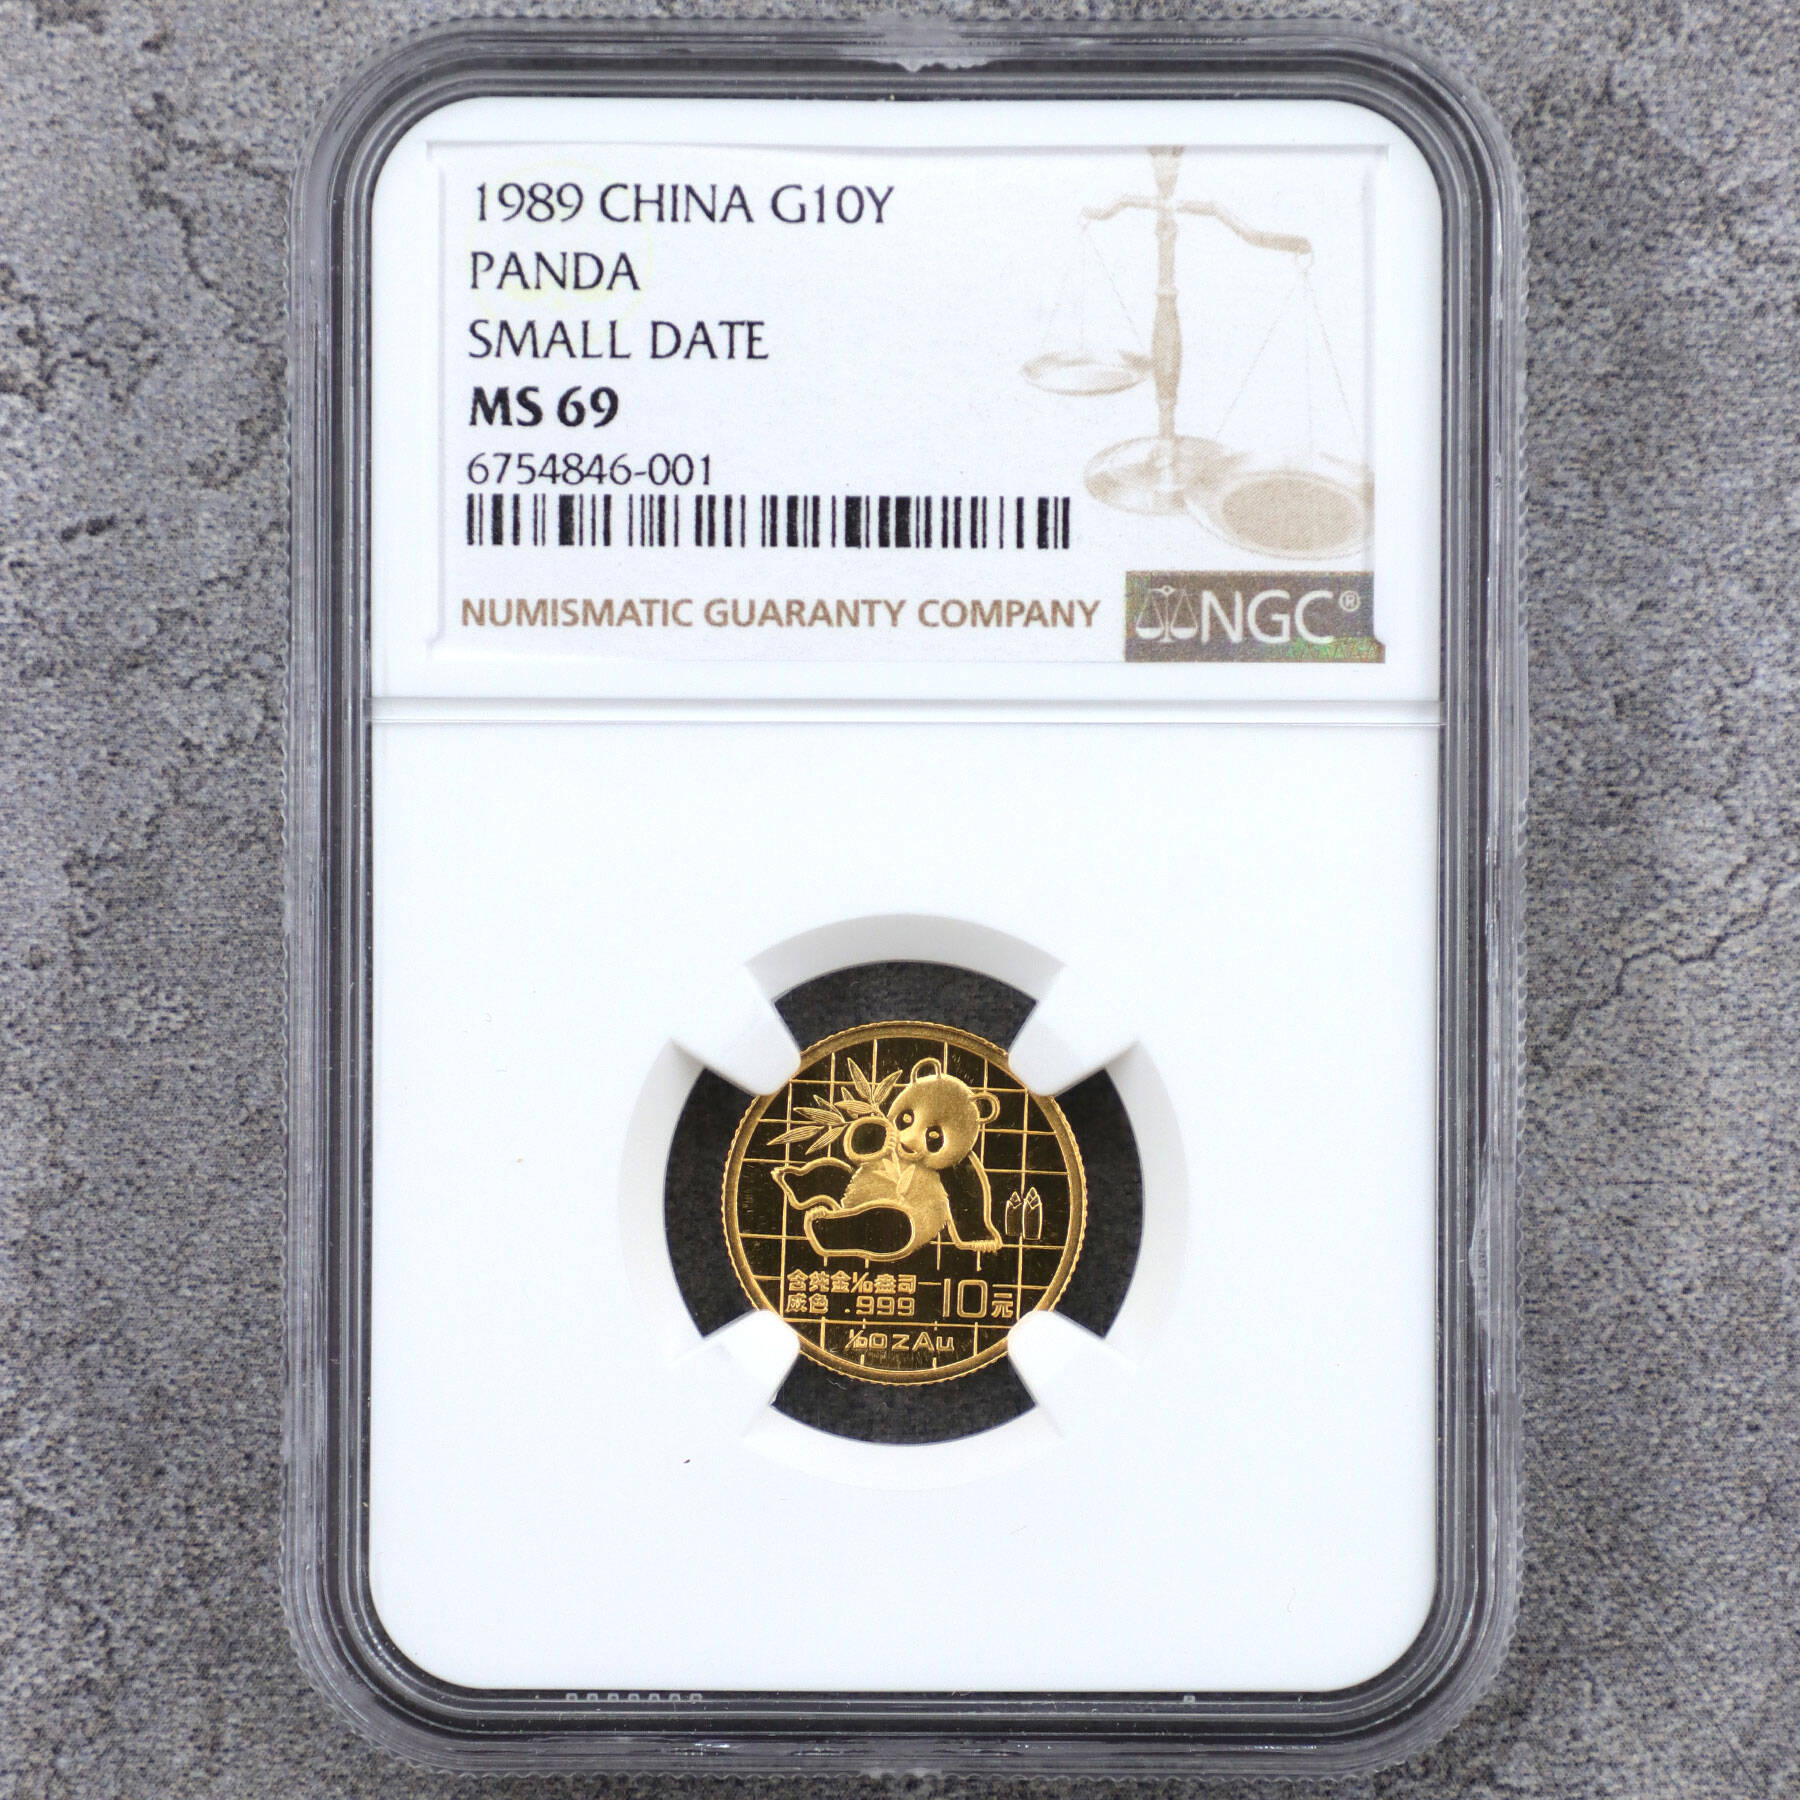 1989 CHINA G10Y
PANDA
SMALL DATE
MS 69
6754846-001
NUMISMATIC GUARANTY COMPANY
NGC®
含纯金1/10盎司
成色 .999
10元
1/10 OZ Au